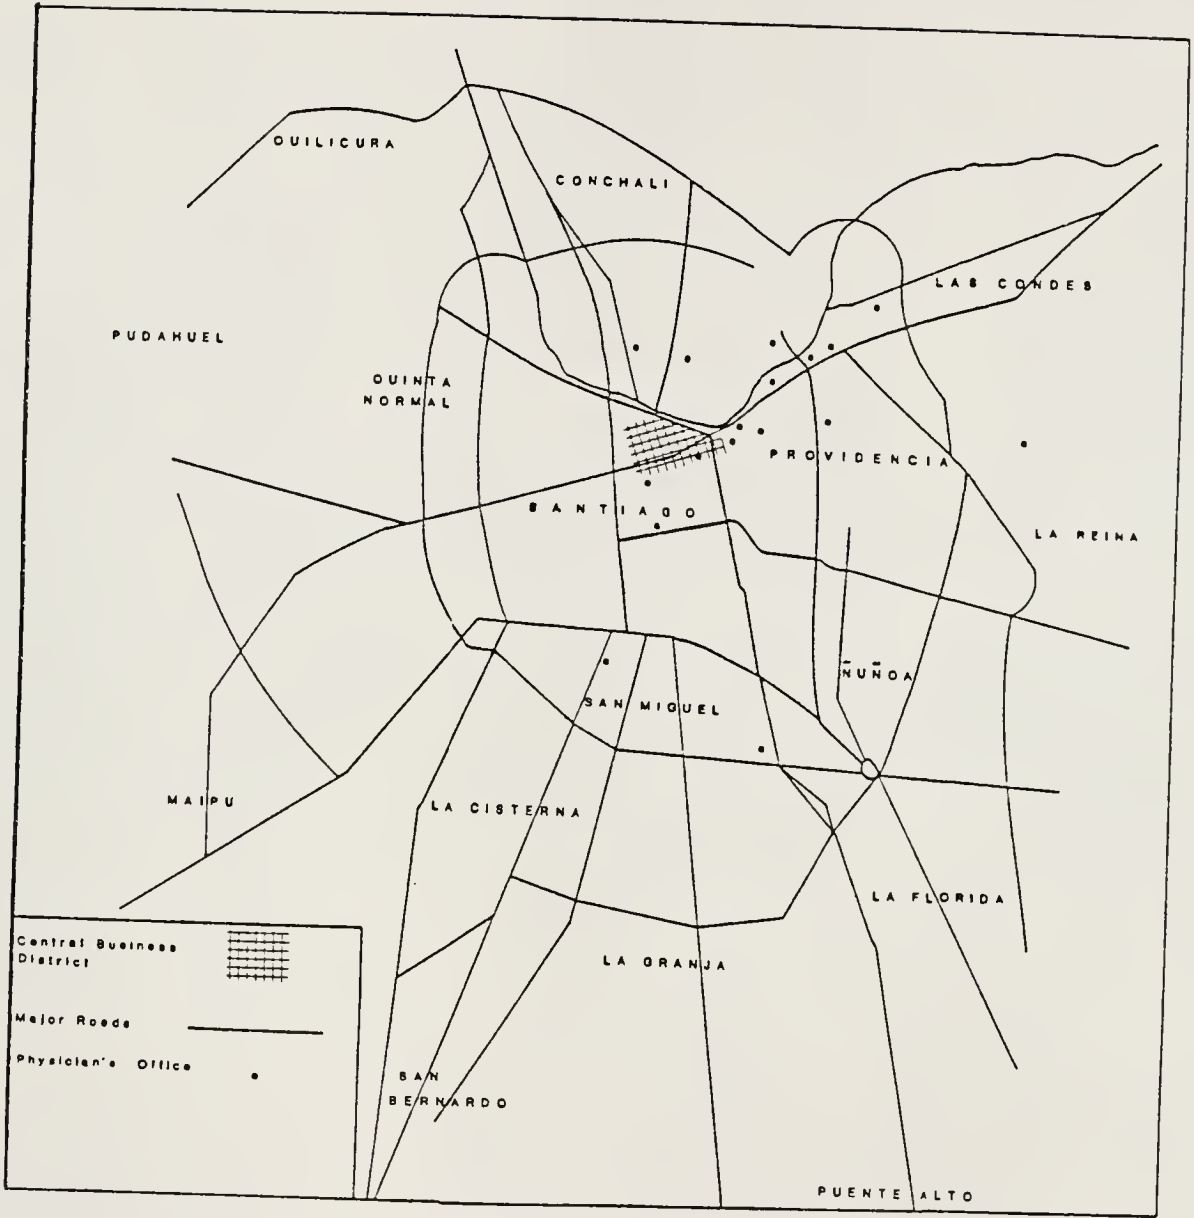 QUILICURA
CONCHALI
LAS CONDES
PUDAHUEL
QUINTA
NORMAL
PROVIDENCIA
SANTIAGO
LA REINA
ÑUÑOA
SAN MIGUEL
MAIPU
LA CISTERNA
LA FLORIDA
LA GRANJA
Central Business
District
Major Roads
Physician's Office
SAN
BERNARDO
PUENTE ALTO